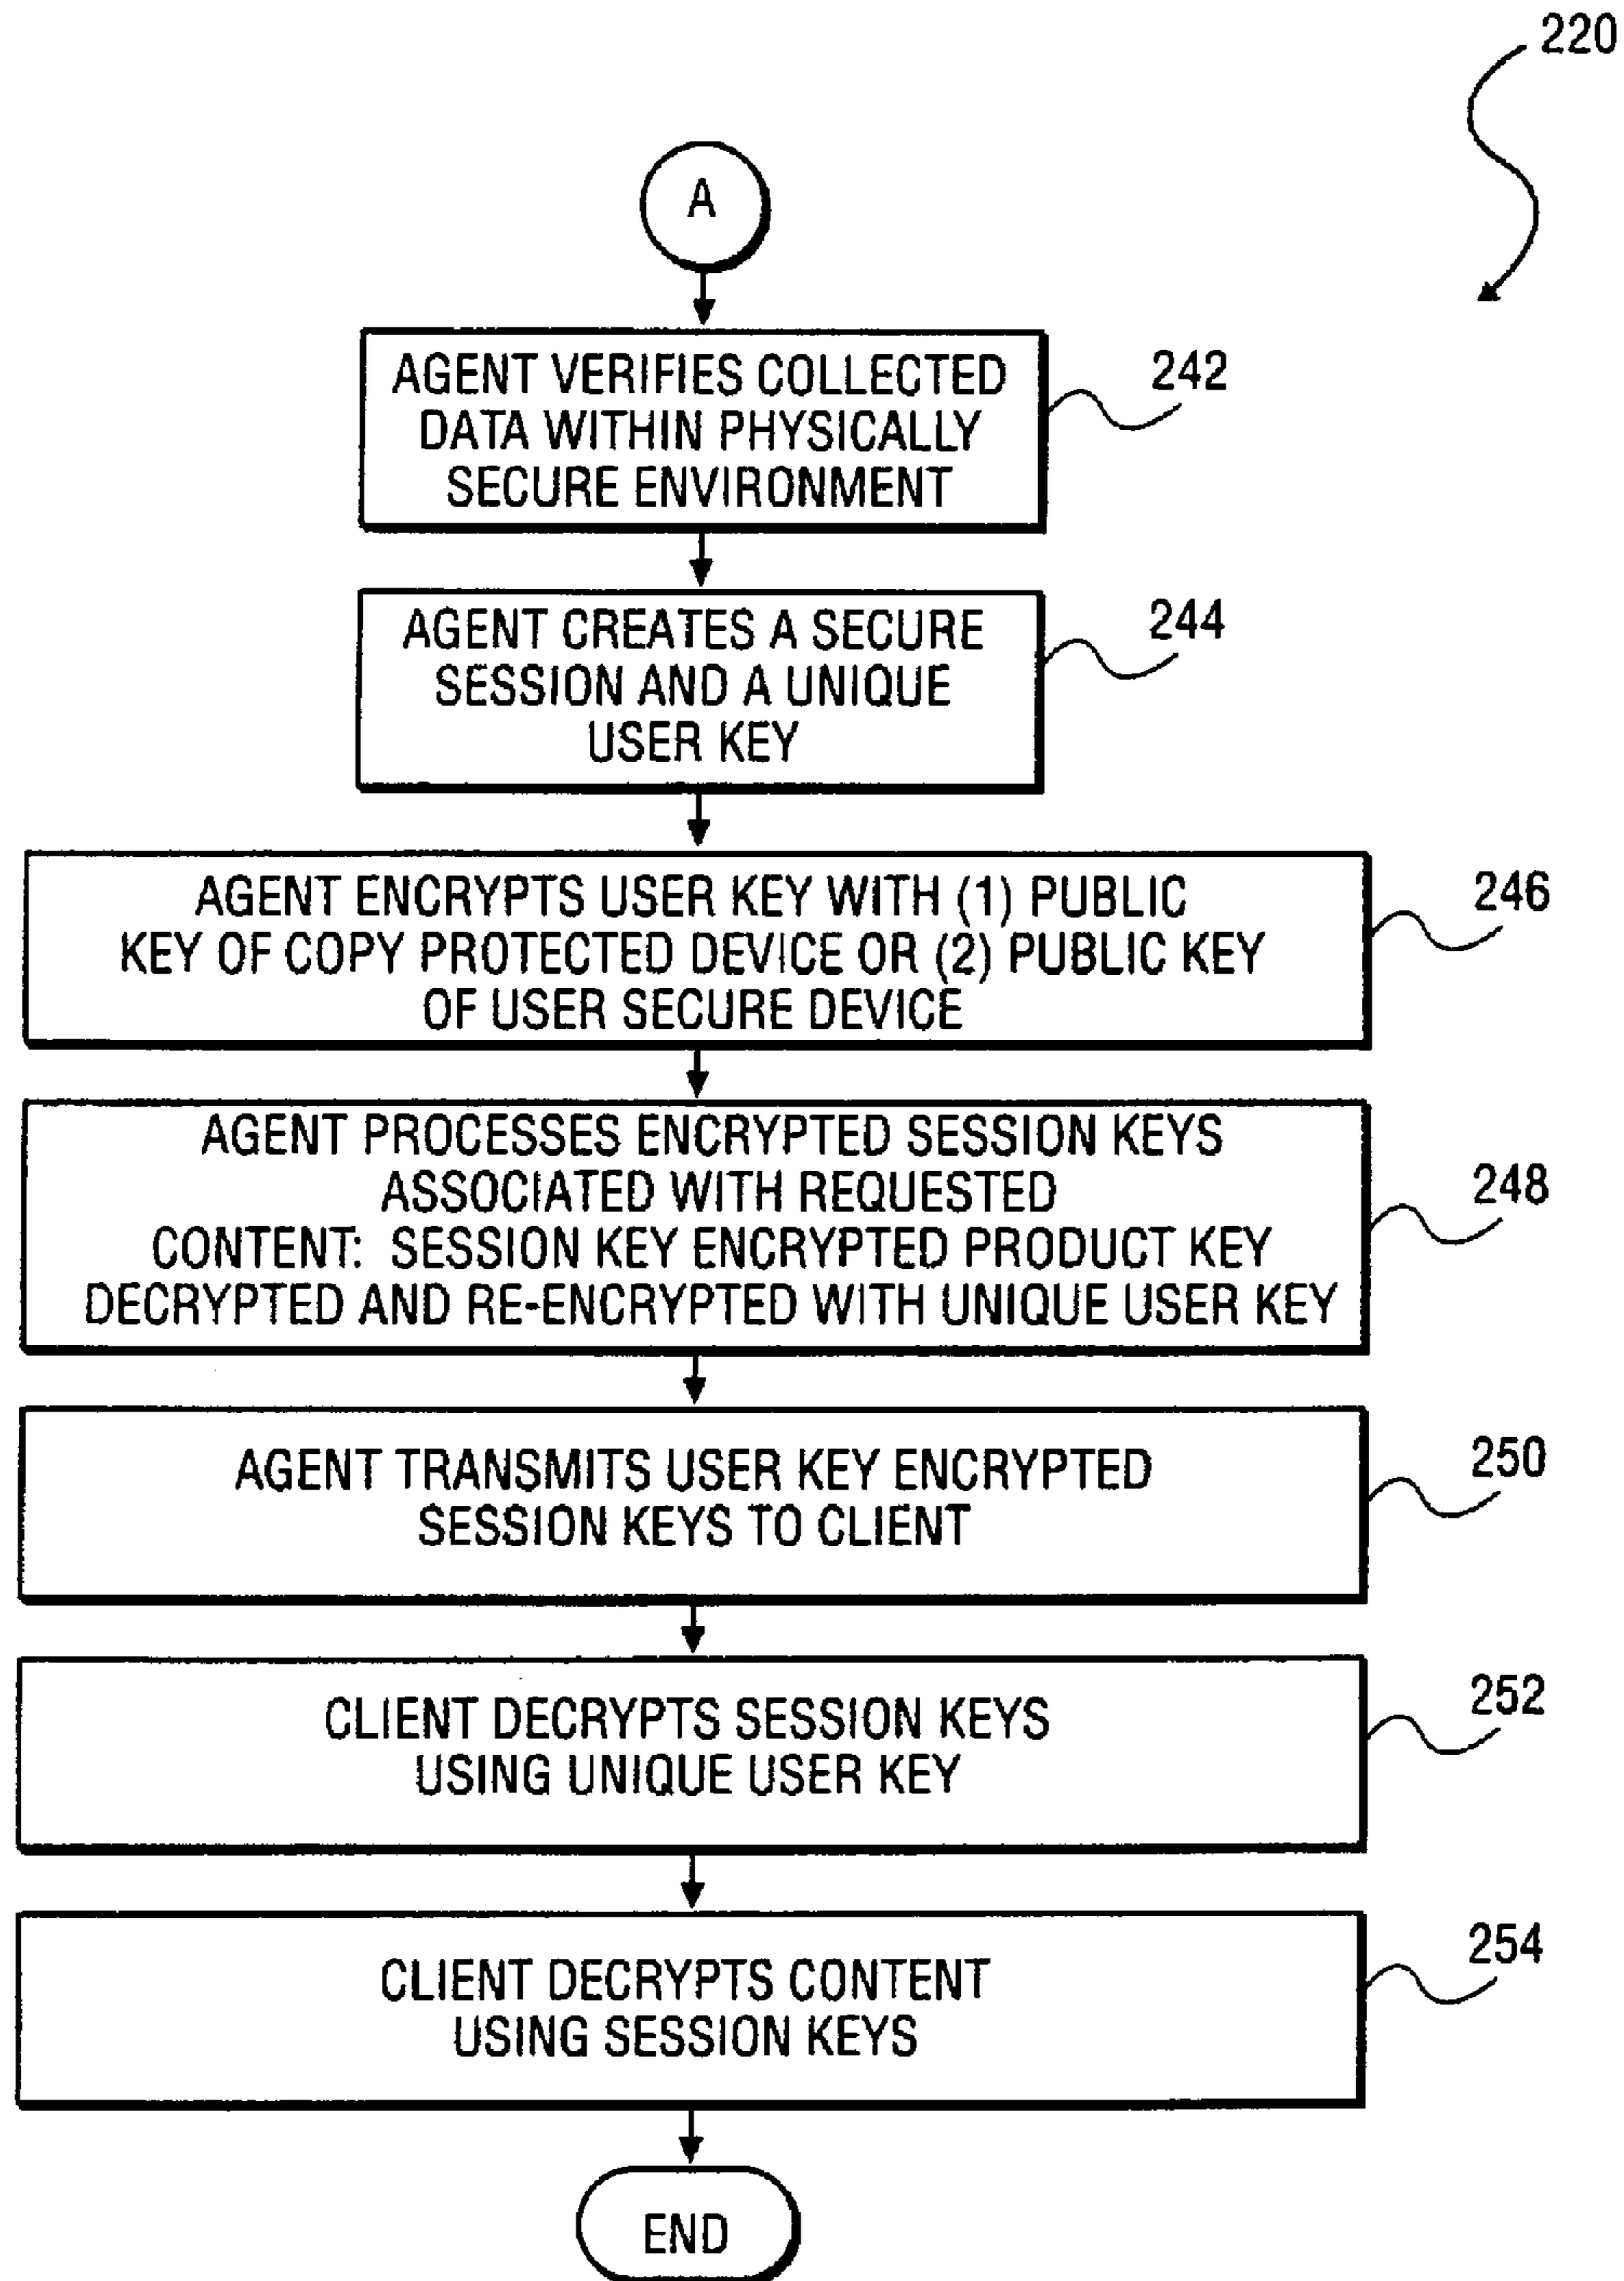 220
A
AGENT VERIFIES COLLECTED
DATA WITHIN PHYSICALLY
SECURE ENVIRONMENT
242
AGENT CREATES A SECURE
SESSION AND A UNIQUE
USER KEY
244
AGENT ENCRYPTS USER KEY WITH (1) PUBLIC
KEY OF COPY PROTECTED DEVICE OR (2) PUBLIC KEY
OF USER SECURE DEVICE
246
AGENT PROCESSES ENCRYPTED SESSION KEYS
ASSOCIATED WITH REQUESTED
CONTENT: SESSION KEY ENCRYPTED PRODUCT KEY
DECRYPTED AND RE-ENCRYPTED WITH UNIQUE USER KEY
248
AGENT TRANSMITS USER KEY ENCRYPTED
SESSION KEYS TO CLIENT
250
CLIENT DECRYPTS SESSION KEYS
USING UNIQUE USER KEY
252
CLIENT DECRYPTS CONTENT
USING SESSION KEYS
254
END